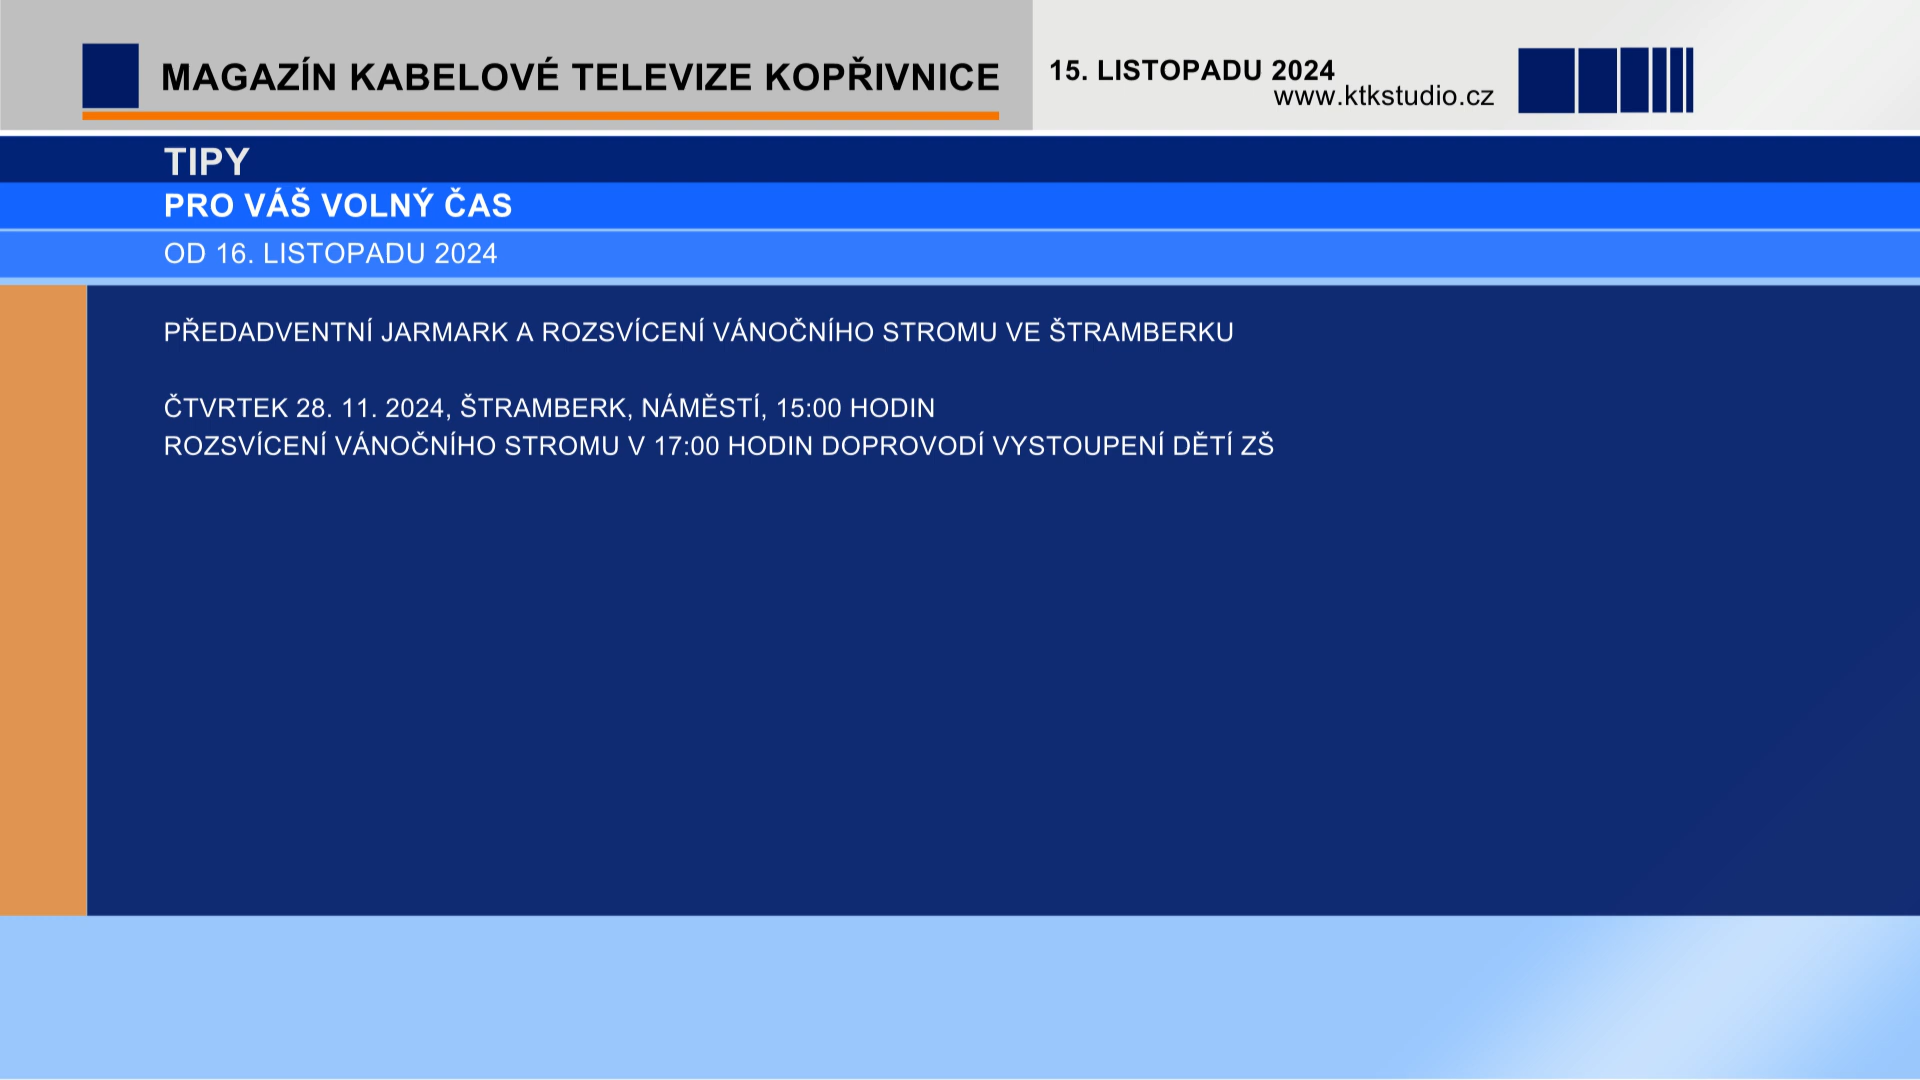 MAGAZÍN KABELOVÉ TELEVIZE KOPŘIVNICE
15. LISTOPADU 2024
www.ktkstudio.cz
TIPY
PRO VÁŠ VOLNÝ ČAS
OD 16. LISTOPADU 2024
PŘEDADVENTNÍ JARMARK A ROZSVÍCENÍ VÁNOČNÍHO STROMU VE ŠTRAMBERKU
ČTVRTEK 28. 11. 2024, ŠTRAMBERK, NÁMĚSTÍ, 15:00 HODIN
ROZSVÍCENÍ VÁNOČNÍHO STROMU V 17:00 HODIN DOPROVODÍ VYSTOUPENÍ DĚTÍ ZŠ